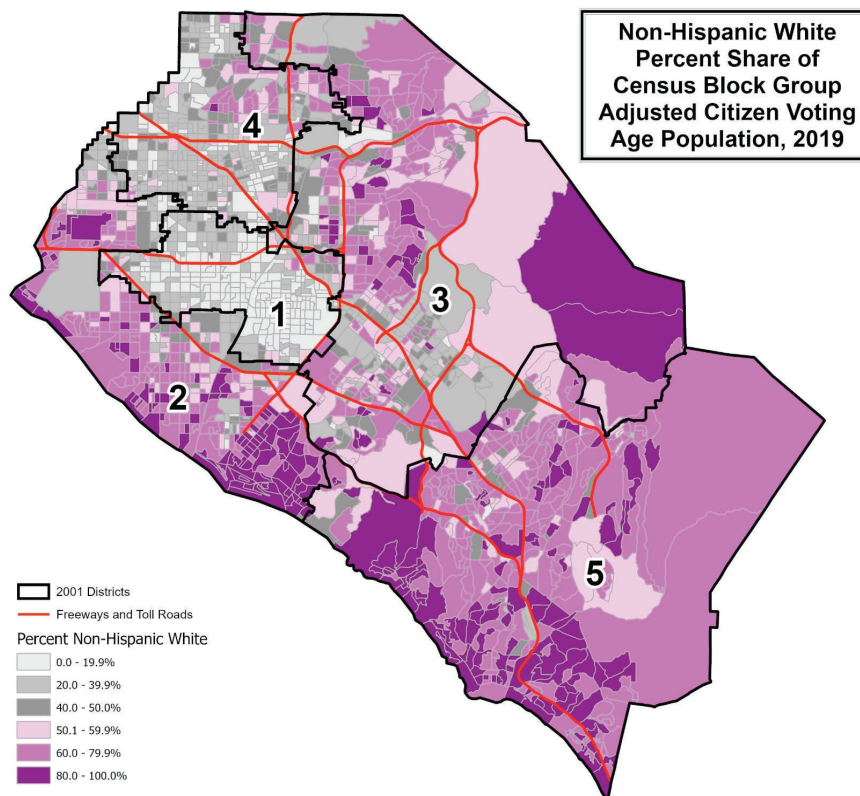 Non-Hispanic White
Percent Share of
Census Block Group
Adjusted Citizen Voting
Age Population, 2019
4
3
1
2
5
2001 Districts
Freeways and Toll Roads
Percent Non-Hispanic White
0.0 - 19.9%
20.0 - 39.9%
40.0 - 50.0%
50.1 - 59.9%
60.0 - 79.9%
80.0 - 100.0%